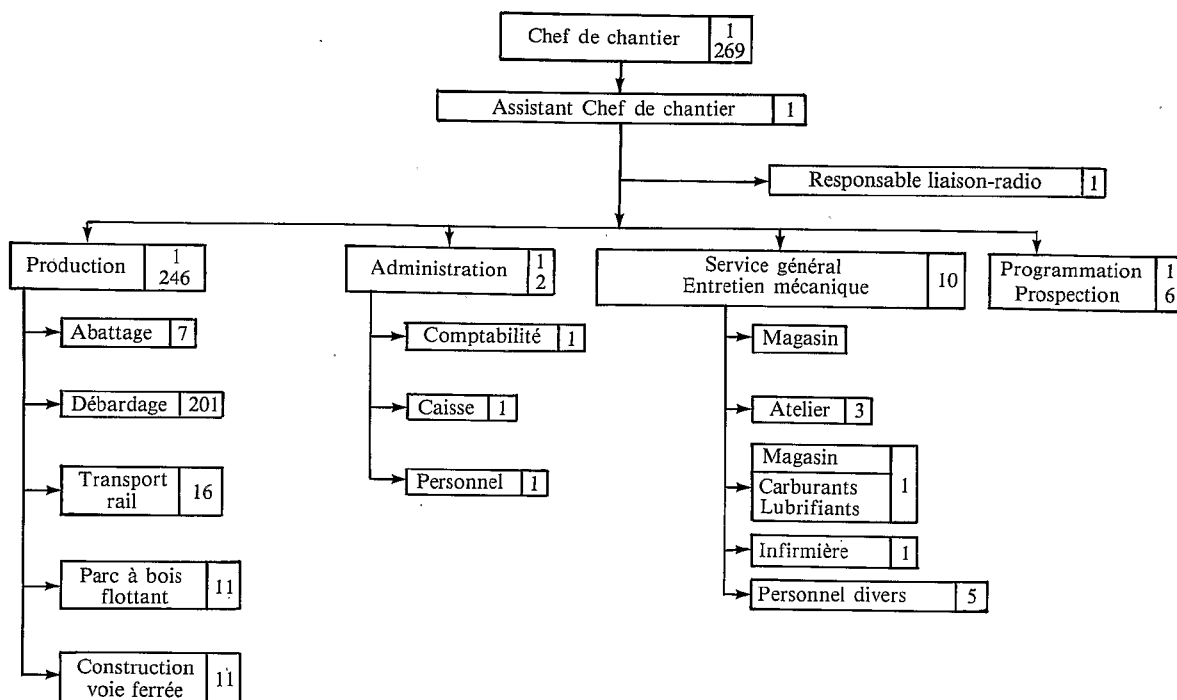 Chef de chantier 1
269
Assistant Chef de chantier 1
Responsable liaison-radio 1
Production 1
246
Abattage 7
Débardage 201
Transport
rail 16
Parc à bois
flottant 11
Construction
voie ferrée 11
Administration 1
2
Comptabilité 1
Caisse 1
Personnel 1
Service général
Entretien mécanique 10
Magasin
Atelier 3
Magasin
Carburants
Lubrifiants 1
Infirmière 1
Personnel divers 5
Programmation 1
Prospection 6